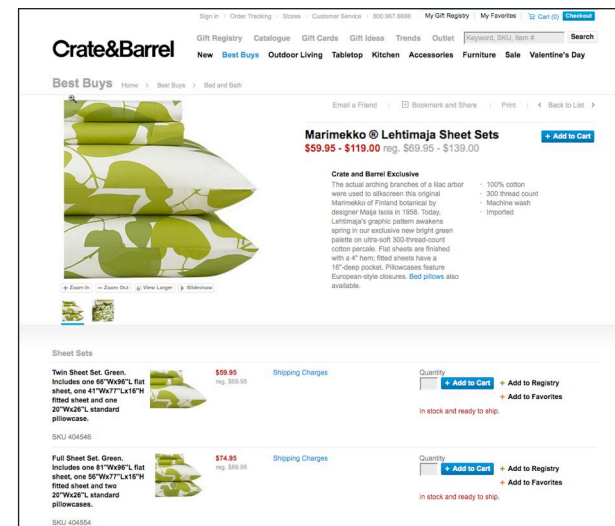 Sign in Order Tracking Stores Customer Service 800.967.6696 My Gift Registry My Favorites Cart (0) Checkout
Crate&Barrel
Gift Registry Catalogue Gift Cards Gift Ideas Trends Outlet Keyword, SKU, Item # Search
New Best Buys Outdoor Living Tabletop Kitchen Accessories Furniture Sale Valentine's Day
Best Buys Home > Best Buys > Bed and Bath
Email a Friend Bookmark and Share Print < Back to List >
Marimekko ® Lehtimaja Sheet Sets
+ Add to Cart
$59.95 - $119.00 reg. $69.95 - $139.00
Crate and Barrel Exclusive
The actual arching branches of a lilac arbor
were used to silkscreen this original
Marimekko of Finland botanical by
designer Maija Isola in 1958. Today,
Lehtimaja's graphic pattern awakens
spring in our exclusive new bright green
palette on ultra-soft 300-thread-count
cotton percale. Flat sheets are finished
with a 4" hem; fitted sheets have a
16"-deep pocket. Pillowcases feature
European-style closures. Bed pillows also
available.
· 100% cotton
· 300 thread count
· Machine wash
· Imported
+ Zoom In − Zoom Out View Larger Slideshow
Sheet Sets
Twin Sheet Set. Green.
Includes one 66"Wx96"L flat
sheet, one 41"Wx77"Lx16"H
fitted sheet and one
20"Wx26"L standard
pillowcase.
SKU 404546
$59.95
reg. $69.95
Shipping Charges
Quantity
+ Add to Cart + Add to Registry
+ Add to Favorites
In stock and ready to ship.
Full Sheet Set. Green.
Includes one 81"Wx96"L flat
sheet, one 56"Wx77"Lx16"H
fitted sheet and two
20"Wx26"L standard
pillowcases.
SKU 404554
$74.95
reg. $89.95
Shipping Charges
Quantity
+ Add to Cart + Add to Registry
+ Add to Favorites
In stock and ready to ship.